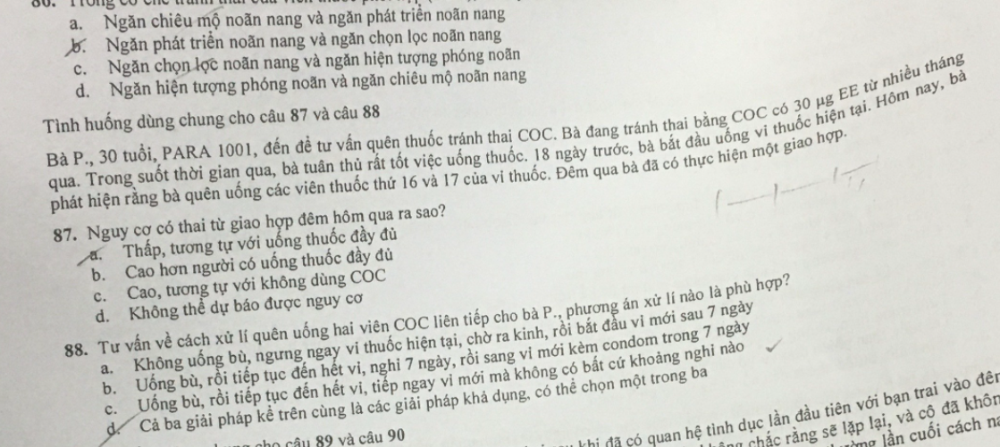 a. Ngăn chiêu mộ noãn nang và ngăn phát triển noãn nang
b. Ngăn phát triển noãn nang và ngăn chọn lọc noãn nang
c. Ngăn chọn lọc noãn nang và ngăn hiện tượng phóng noãn
d. Ngăn hiện tượng phóng noãn và ngăn chiêu mộ noãn nang
Tình huống dùng chung cho câu 87 và câu 88
Bà P., 30 tuổi, PARA 1001, đến để tư vấn quên thuốc tránh thai COC. Bà đang tránh thai bằng COC có 30 µg EE từ nhiều tháng
qua. Trong suốt thời gian qua, bà tuân thủ rất tốt việc uống thuốc. 18 ngày trước, bà bắt đầu uống vỉ thuốc hiện tại. Hôm nay, bà
phát hiện rằng bà quên uống các viên thuốc thứ 16 và 17 của vỉ thuốc. Đêm qua bà đã có thực hiện một giao hợp.
87. Nguy cơ có thai từ giao hợp đêm hôm qua ra sao?
a. Thấp, tương tự với uống thuốc đầy đủ
b. Cao hơn người có uống thuốc đầy đủ
c. Cao, tương tự với không dùng COC
d. Không thể dự báo được nguy cơ
88. Tư vấn về cách xử lí quên uống hai viên COC liên tiếp cho bà P., phương án xử lí nào là phù hợp?
a. Không uống bù, ngưng ngay vỉ thuốc hiện tại, chờ ra kinh, rồi bắt đầu vỉ mới sau 7 ngày
b. Uống bù, rồi tiếp tục đến hết vỉ, nghỉ 7 ngày, rồi sang vỉ mới kèm condom trong 7 ngày
c. Uống bù, rồi tiếp tục đến hết vỉ, tiếp ngay vỉ mới mà không có bất cứ khoảng nghỉ nào
d. Cả ba giải pháp kể trên cùng là các giải pháp khả dụng, có thể chọn một trong ba
cho câu 89 và câu 90
khi đã có quan hệ tình dục lần đầu tiên với bạn trai vào đêm
chắc rằng sẽ lặp lại, và cô đã không
lần cuối cách